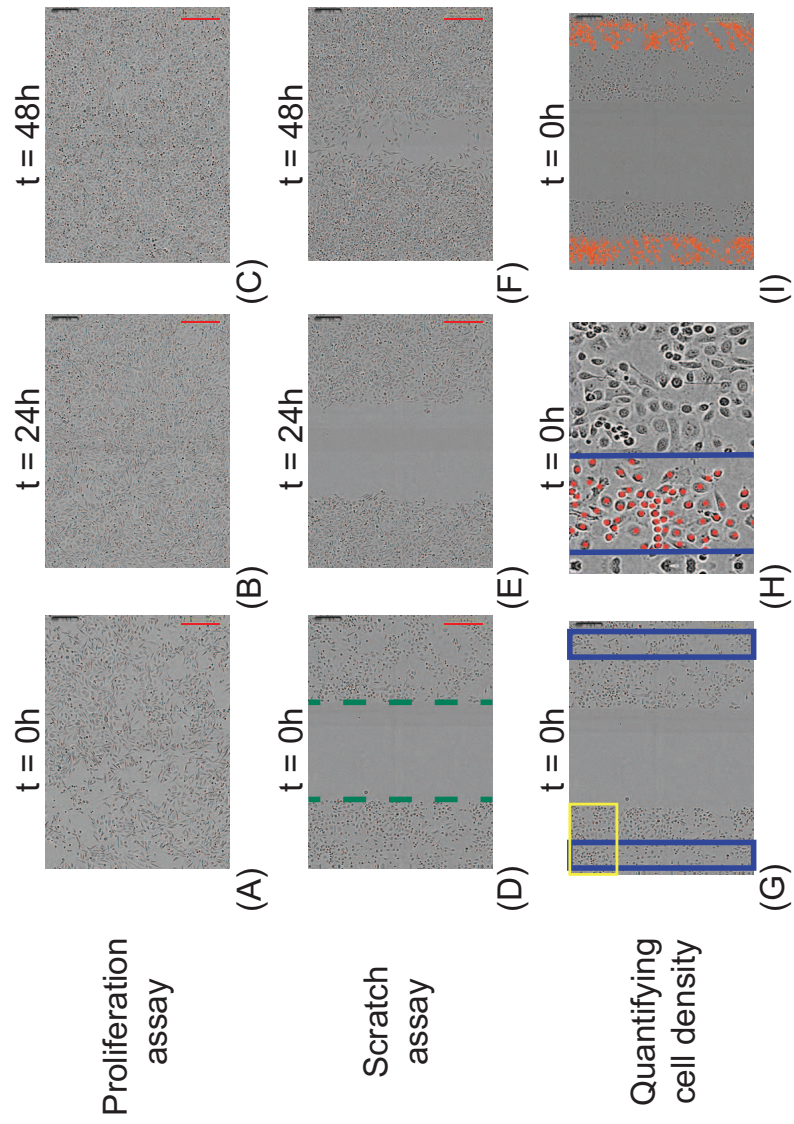 t = 0h
t = 24h
t = 48h
Proliferation
assay
(A)
(B)
(C)
t = 0h
t = 24h
t = 48h
Scratch
assay
(D)
(E)
(F)
t = 0h
t = 0h
t = 0h
Quantifying
cell density
(G)
(H)
(I)